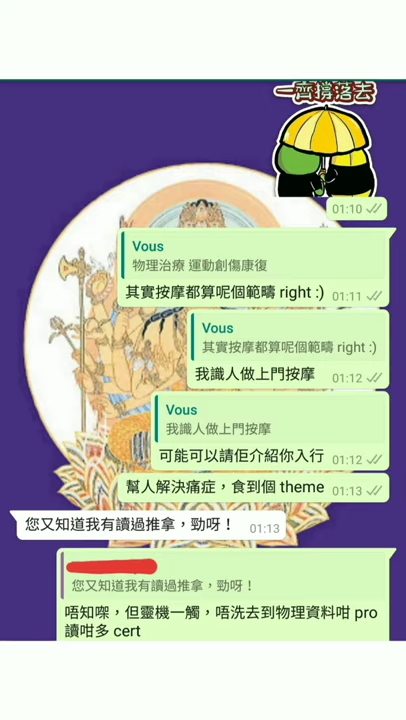 一齊撐落去
01:10
Vous
物理治療 運動創傷康復
其實按摩都算呢個範疇 right :)
01:11
Vous
其實按摩都算呢個範疇 right :)
我識人做上門按摩
01:12
Vous
我識人做上門按摩
可能可以請佢介紹你入行
01:12
幫人解決痛症，食到個 theme
01:13
您又知道我有讀過推拿，勁呀！
01:13
您又知道我有讀過推拿，勁呀！
唔知㗎，但靈機一觸，唔洗去到物理資料咁 pro
讀咁多 cert